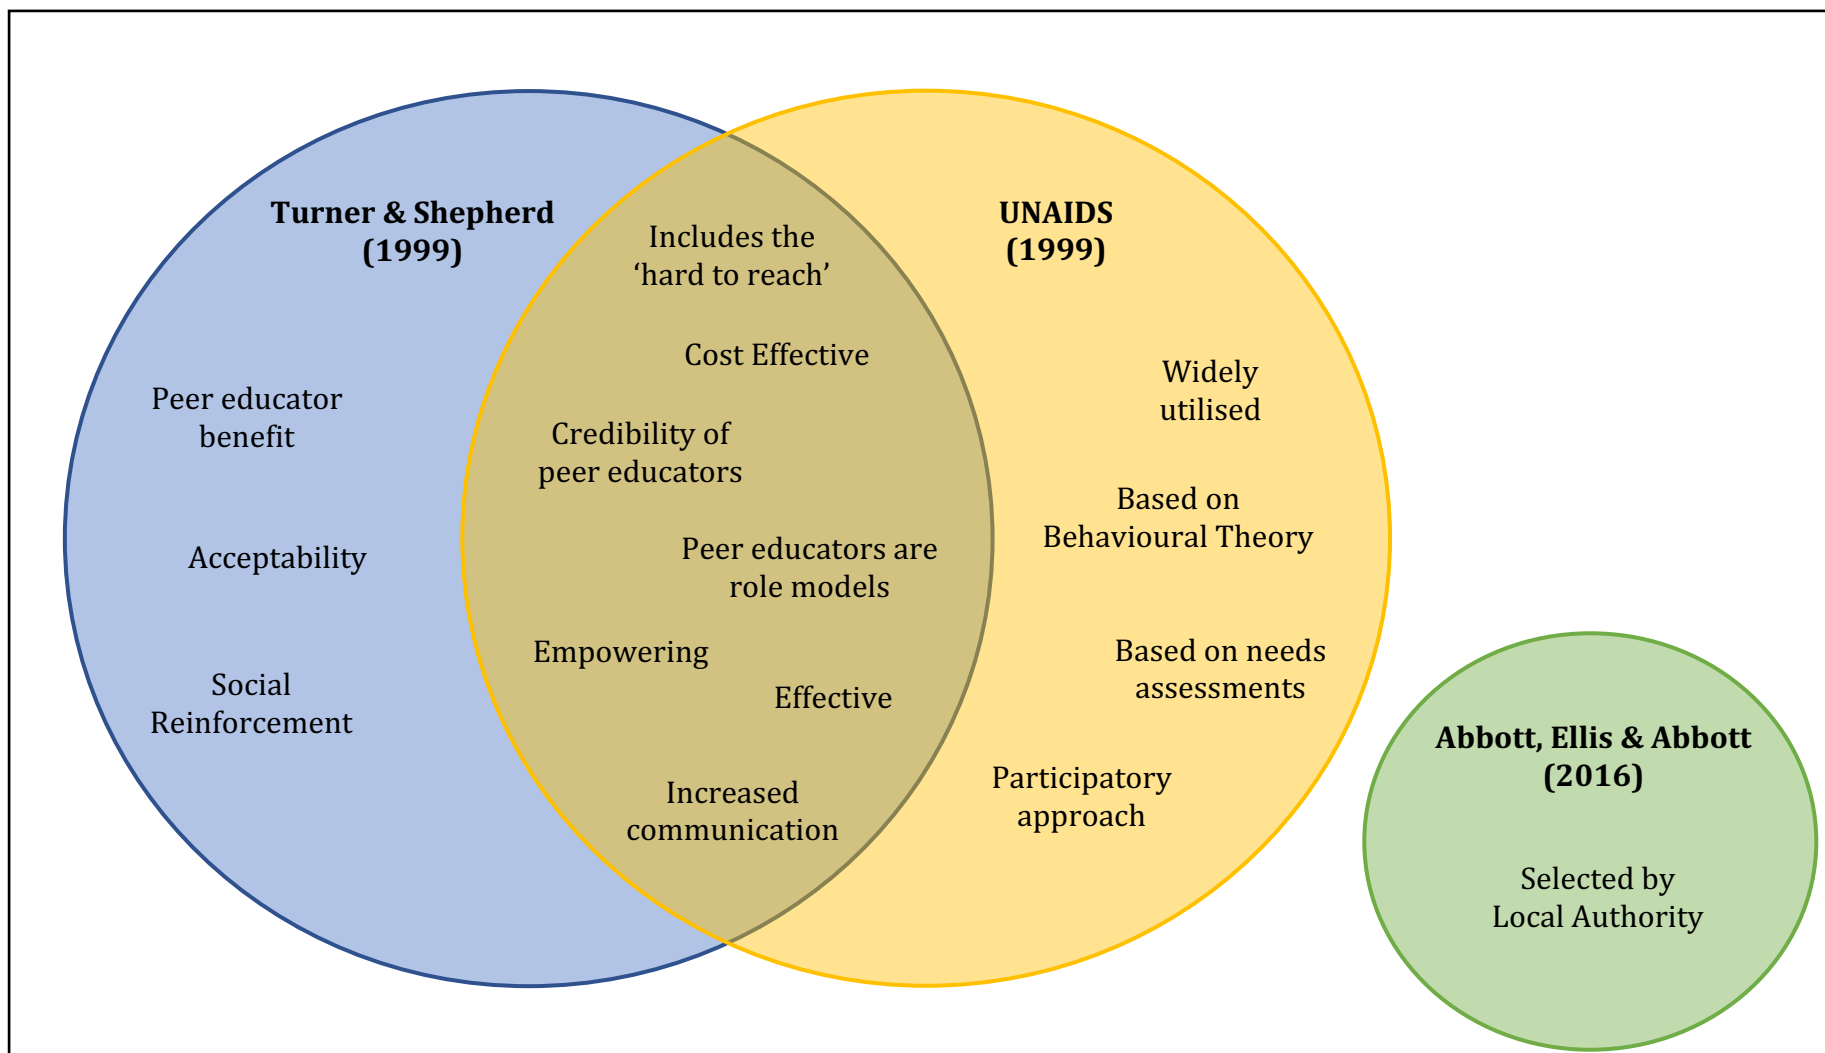 Turner & Shepherd
(1999)
Peer educator
benefit
Acceptability
Social
Reinforcement
Includes the
‘hard to reach’
Cost Effective
Credibility of
peer educators
Peer educators are
role models
Empowering
Effective
Increased
communication
UNAIDS
(1999)
Widely
utilised
Based on
Behavioural Theory
Based on needs
assessments
Participatory
approach
Abbott, Ellis & Abbott
(2016)
Selected by
Local Authority